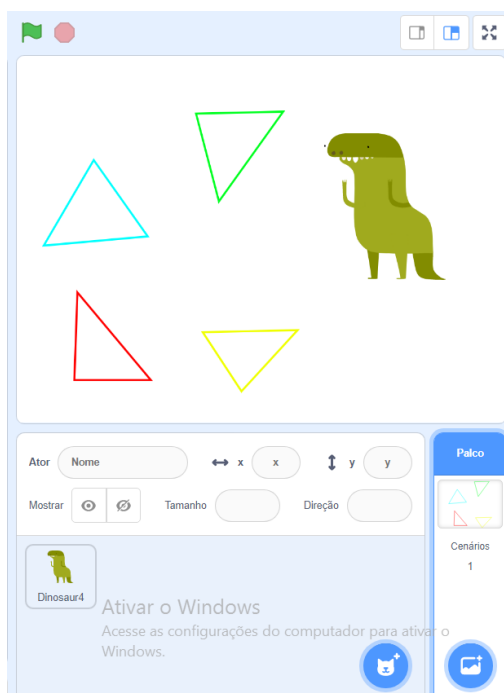 Palco
Ator Nome x x y y
Mostrar Tamanho Direção
Cenários
1
Dinosaur4
Ativar o Windows
Acesse as configurações do computador para ativar o
Windows.